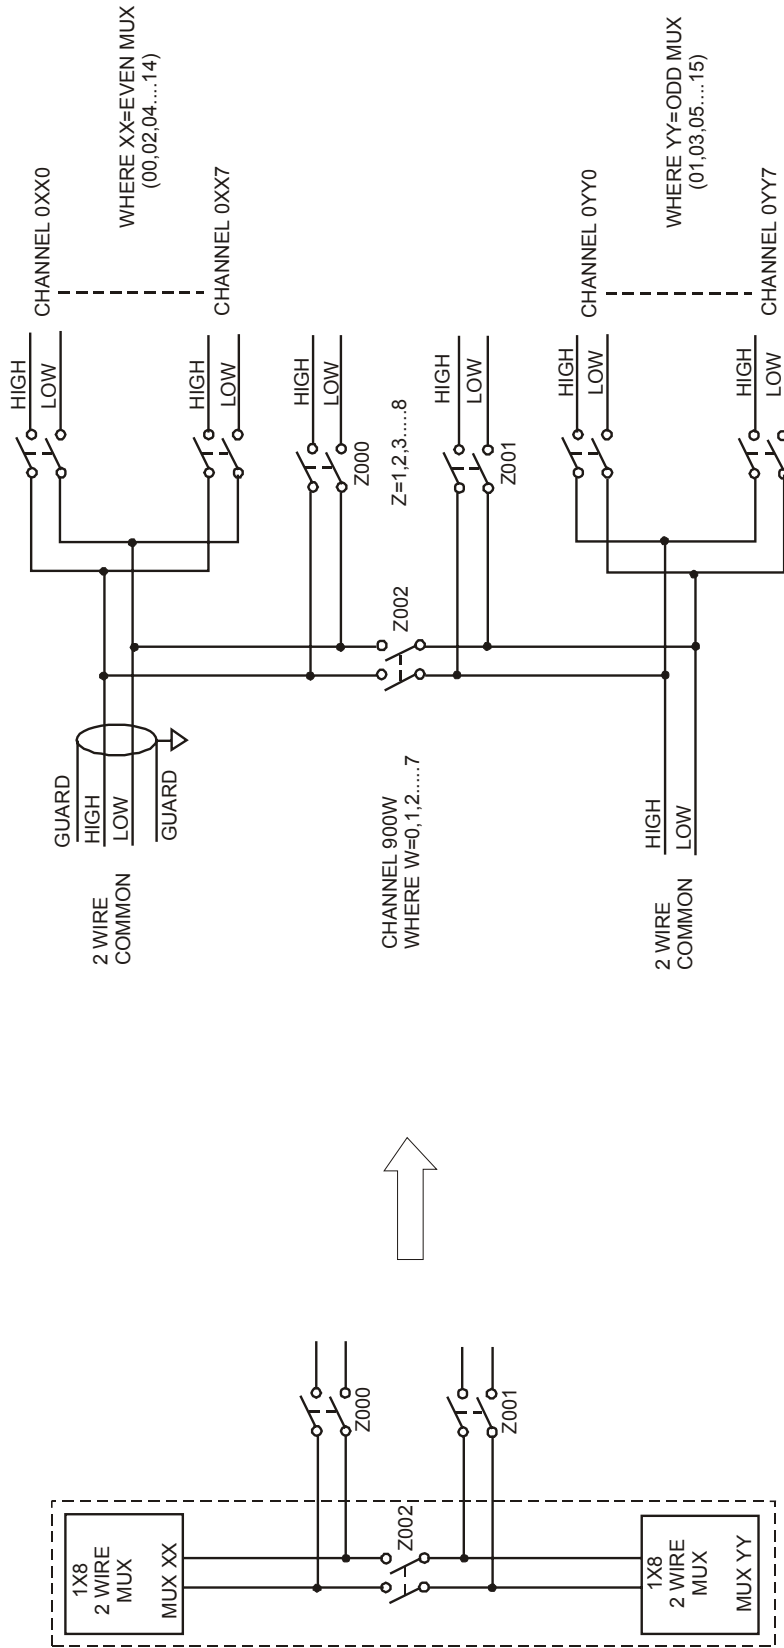 1X8
2 WIRE
MUX
MUX XX
Z002
Z000
Z001
1X8
2 WIRE
MUX
MUX YY
2 WIRE
COMMON
GUARD
HIGH
LOW
GUARD
HIGH
LOW
CHANNEL 0XX0
HIGH
LOW
CHANNEL 0XX7
WHERE XX=EVEN MUX
(00,02,04....14)
HIGH
LOW
Z000
Z=1,2,3.....8
Z002
CHANNEL 900W
WHERE W=0,1,2.....7
HIGH
LOW
Z001
2 WIRE
COMMON
HIGH
LOW
HIGH
LOW
CHANNEL 0YY0
HIGH
LOW
CHANNEL 0YY7
WHERE YY=ODD MUX
(01,03,05....15)